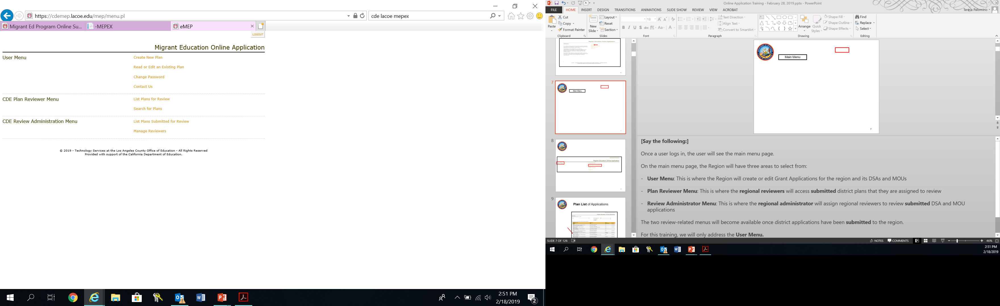 https://cdemep.lacoe.edu/mep/menu.pl
cde lacoe mepex
Migrant Ed Program Online Su...
-MEPEX
eMEP
LOGOUT
Migrant Education Online Application
User Menu
Create New Plan
Read or Edit an Existing Plan
Change Password
Contact Us
CDE Plan Reviewer Menu
List Plans for Review
Search for Plans
CDE Review Administration Menu
List Plans Submitted for Review
Manage Reviewers
© 2019 - Technology Services at the Los Angeles County Office of Education - All Rights Reserved
Provided with support of the California Department of Education.
2:51 PM
2/18/2019
2
Online Application Training - February 28, 2019.pptx - PowerPoint
FILE HOME INSERT DESIGN TRANSITIONS ANIMATIONS SLIDE SHOW REVIEW VIEW ACROBAT
Teresa Palomino
Paste
Cut
Copy
Format Painter
Clipboard
New Slide
Layout
Reset
Section
Slides
18
Font
Text Direction
Align Text
Convert to SmartArt
Paragraph
Arrange
Quick Styles
Shape Fill
Shape Outline
Shape Effects
Drawing
Find
Replace
Select
Editing
Migrant Education Online Application
7
Main Menu
8
Migrant Education Online Application
9
Plan List of Applications
Main Menu
7
[Say the following:]
Once a user logs in, the user will see the main menu page.
On the main menu page, the Region will have three areas to select from:
- User Menu: This is where the Region will create or edit Grant Applications for the region and its DSAs and MOUs
- Plan Reviewer Menu: This is where the regional reviewers will access submitted district plans that they are assigned to review
- Review Administrator Menu: This is where the regional administrator will assign regional reviewers to review submitted DSA and MOU
applications
The two review-related menus will become available once district applications have been submitted to the region.
For this training, we will only address the User Menu.
SLIDE 7 OF 126
NOTES
COMMENTS
46%
2:51 PM
2/18/2019